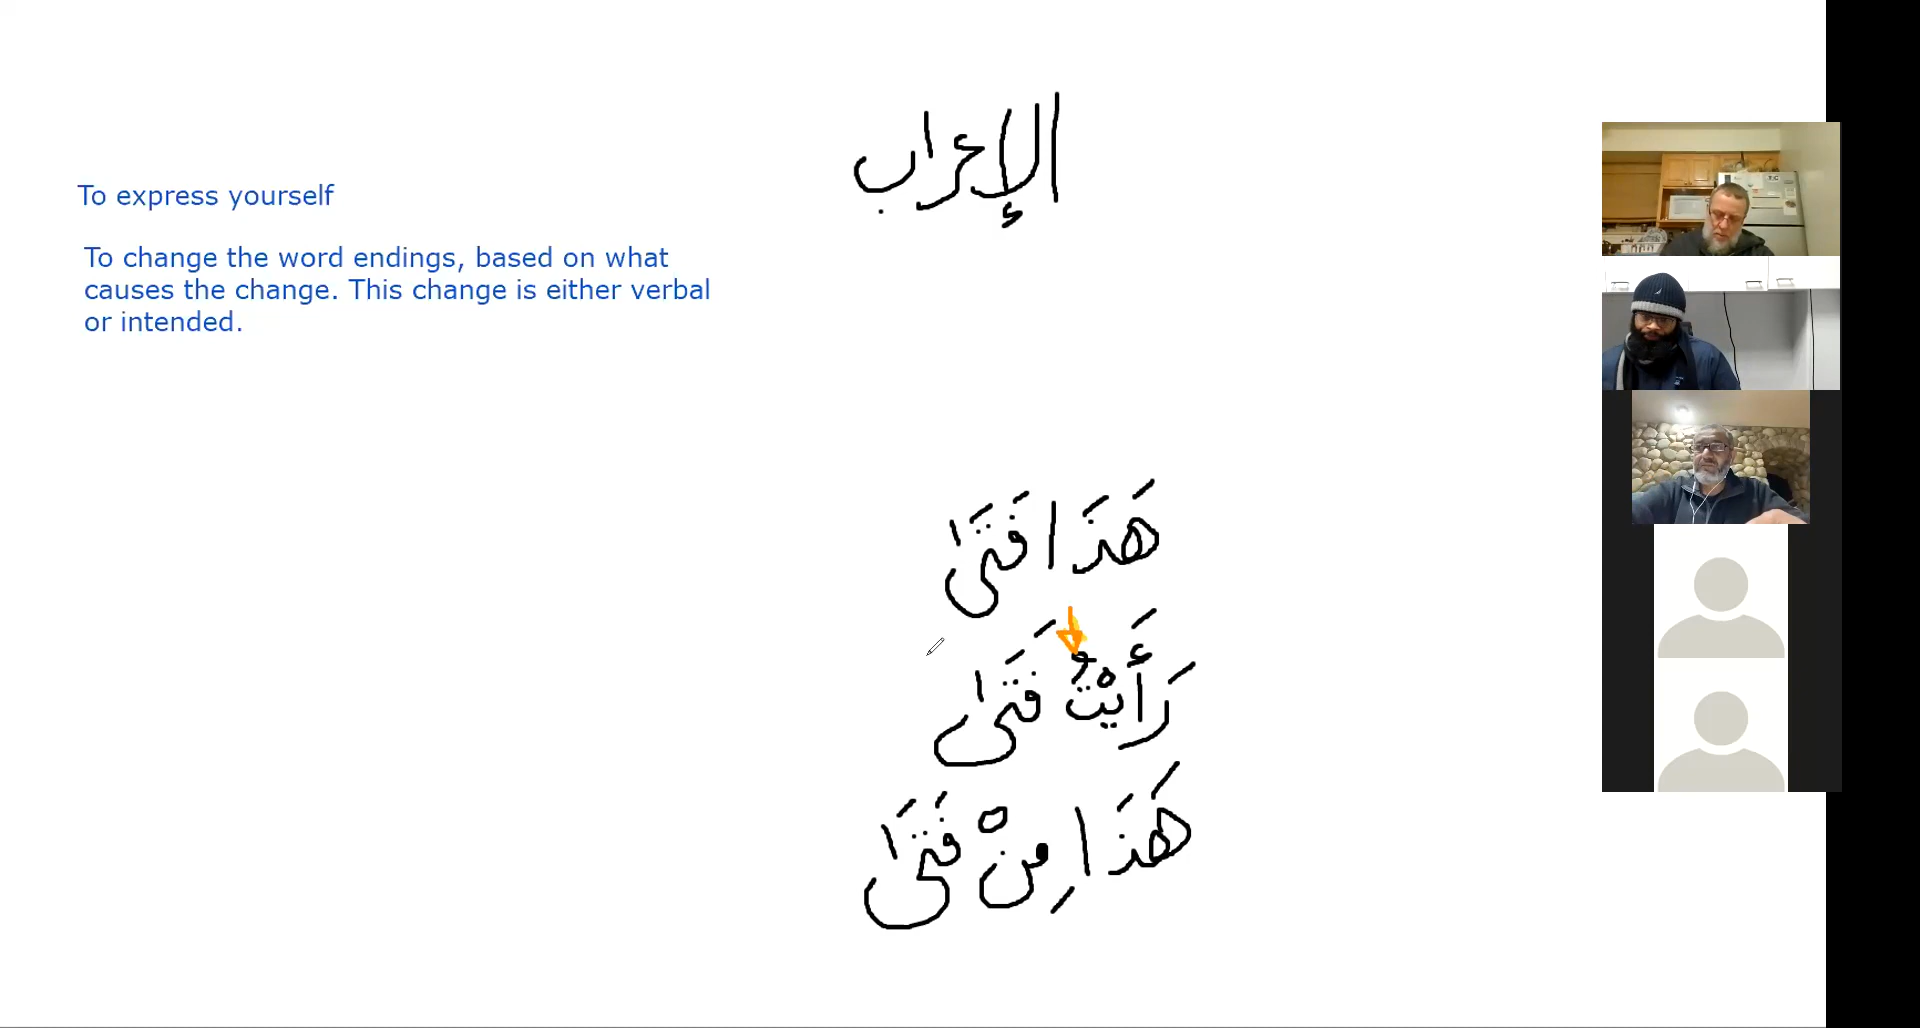 الإعراب
To express yourself
To change the word endings, based on what
causes the change. This change is either verbal
or intended.
هَذَا فَتَىٰ
رَأَيْتُ فَتَىٰ
هَذَا مِنْ فَتَىٰ